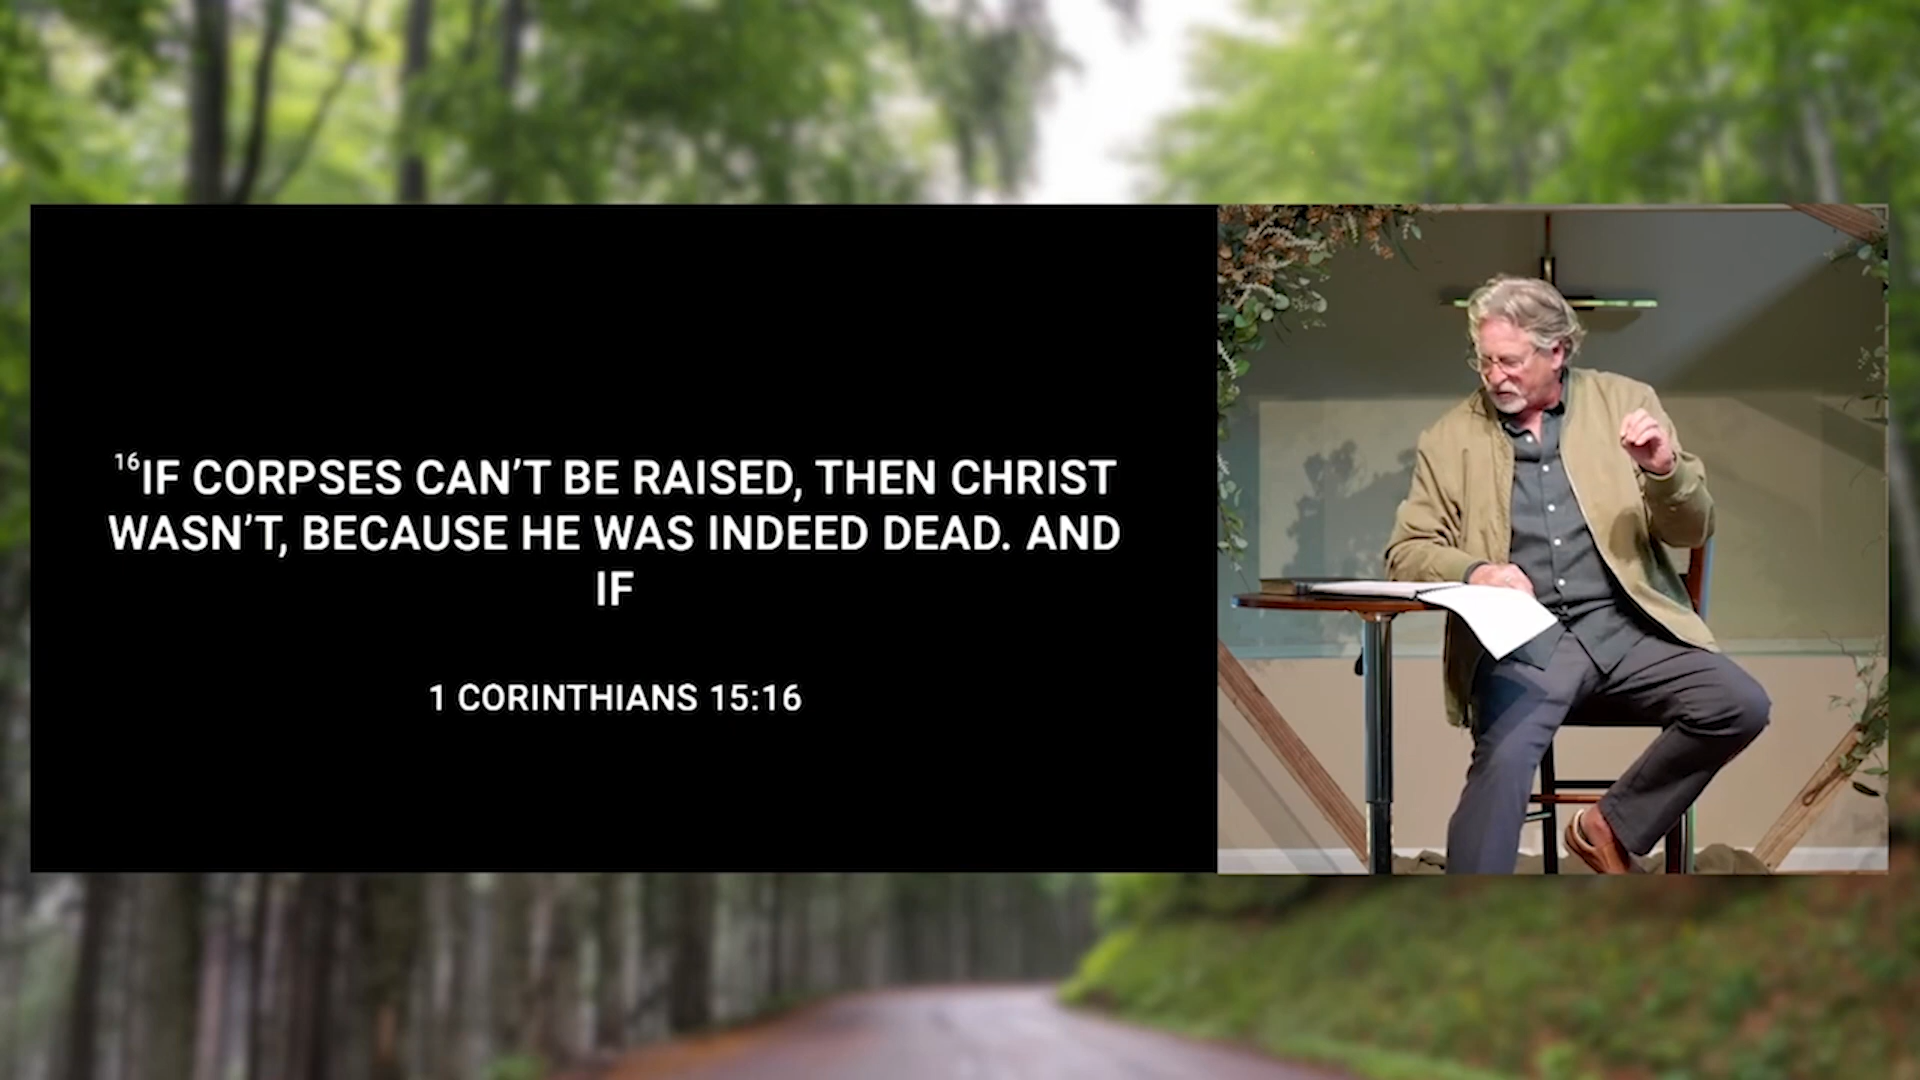 16IF CORPSES CAN’T BE RAISED, THEN CHRIST
WASN’T, BECAUSE HE WAS INDEED DEAD. AND
IF
1 CORINTHIANS 15:16